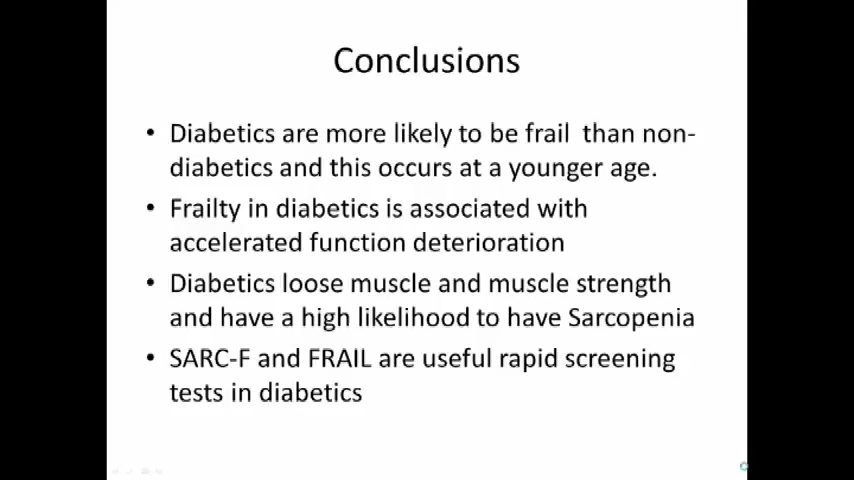 Conclusions
• Diabetics are more likely to be frail than non-
diabetics and this occurs at a younger age.
• Frailty in diabetics is associated with
accelerated function deterioration
• Diabetics loose muscle and muscle strength
and have a high likelihood to have Sarcopenia
• SARC-F and FRAIL are useful rapid screening
tests in diabetics